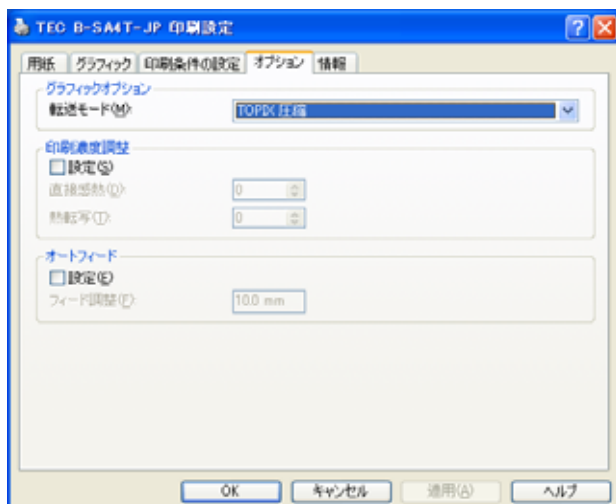 TEC B-SA4T-JP 印刷設定
用紙 グラフィック 印刷条件の設定 オプション 情報
グラフィックオプション
転送モード(M): TOPIX 圧縮
印刷濃度調整
設定(S)
直接感熱(D): 0
熱転写(T): 0
オートフィード
設定(E)
フィード調整(F): 10.0 mm
OK キャンセル 適用(A) ヘルプ